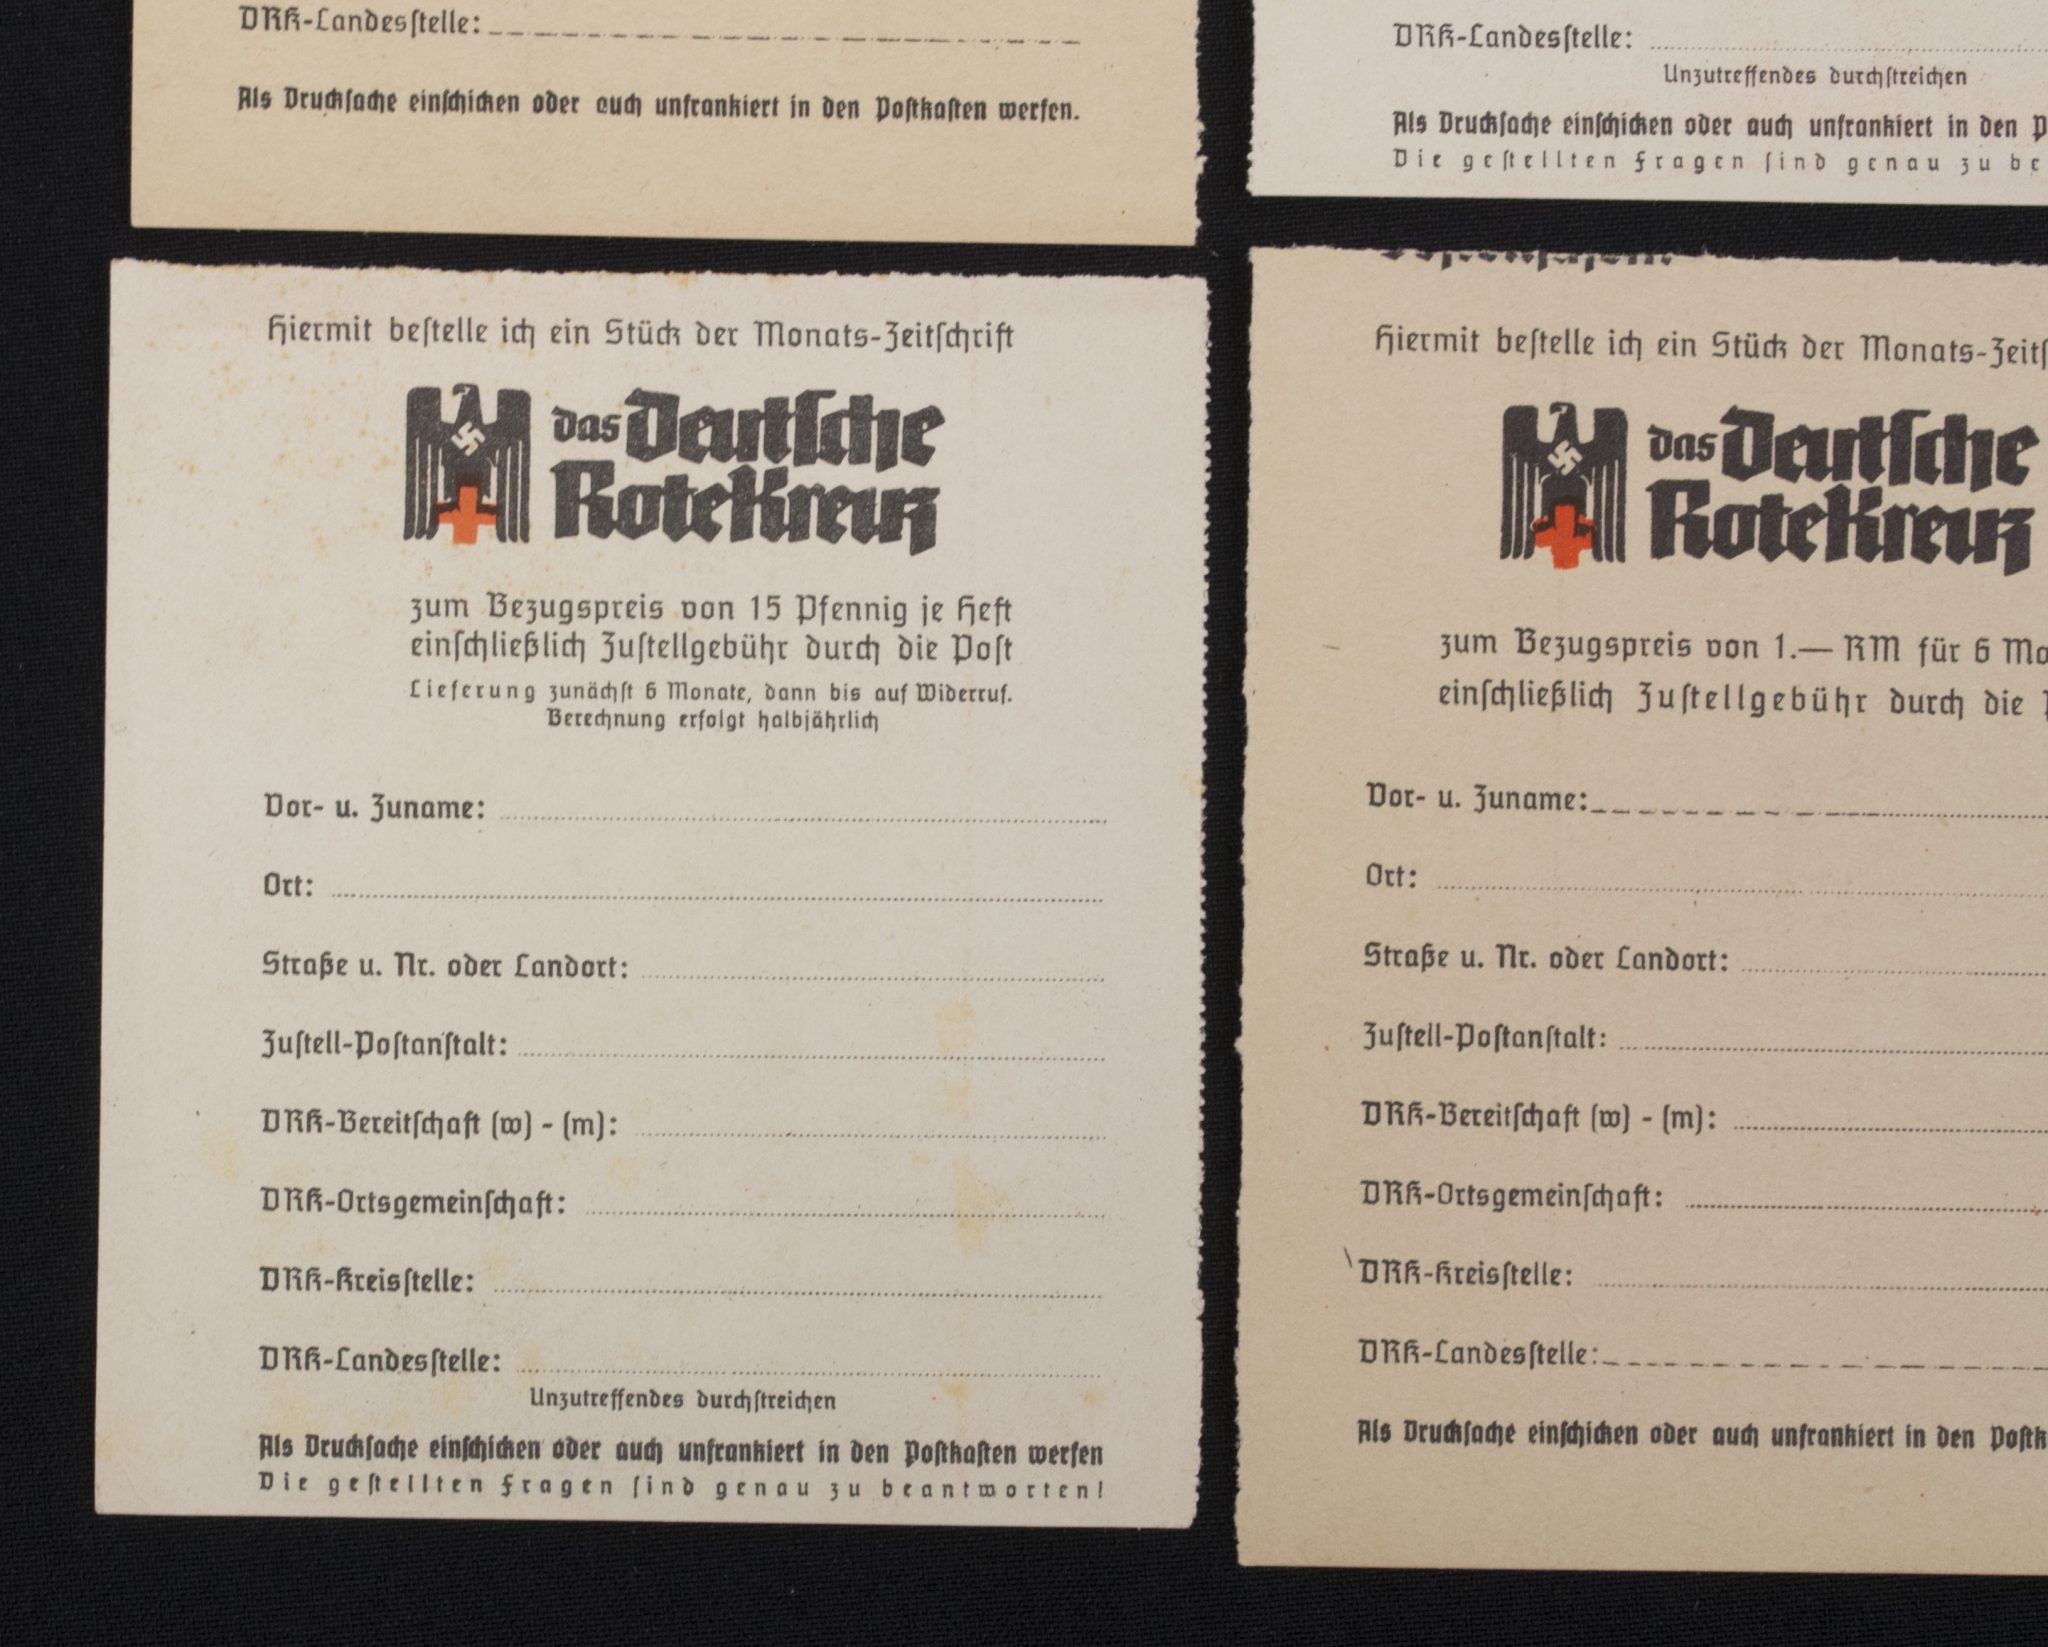 DRK-Landesstelle:
Als Drucksache einschicken oder auch unfrankiert in den Postkasten werfen.
DRK-Landesstelle:
Unzutreffendes durchstreichen
Als Drucksache einschicken oder auch unfrankiert in den
Die gestellten Fragen sind genau zu
Hiermit bestelle ich ein Stück der Monats-Zeitschrift
das Deutsche
Rote Kreuz
zum Bezugspreis von 15 Pfennig je Heft
einschließlich Zustellgebühr durch die Post
Lieferung zunächst 6 Monate, dann bis auf Widerruf.
Berechnung erfolgt halbjährlich
Vor- u. Zuname:
Ort:
Straße u. Nr. oder Landort:
Zustell-Postanstalt:
DRK-Bereitschaft (w) - (m):
DRK-Ortsgemeinschaft:
DRK-Kreisstelle:
DRK-Landesstelle:
Unzutreffendes durchstreichen
Als Drucksache einschicken oder auch unfrankiert in den Postkasten werfen
Die gestellten Fragen sind genau zu beantworten!
Hiermit bestelle ich ein Stück der Monats-Zeits
das Deutsche
Rote Kreuz
zum Bezugspreis von 1.— RM für 6 Mo
einschließlich Zustellgebühr durch die
Vor- u. Zuname:
Ort:
Straße u. Nr. oder Landort:
Zustell-Postanstalt:
DRK-Bereitschaft (w) - (m):
DRK-Ortsgemeinschaft:
DRK-Kreisstelle:
DRK-Landesstelle:
Als Drucksache einschicken oder auch unfrankiert in den Postk